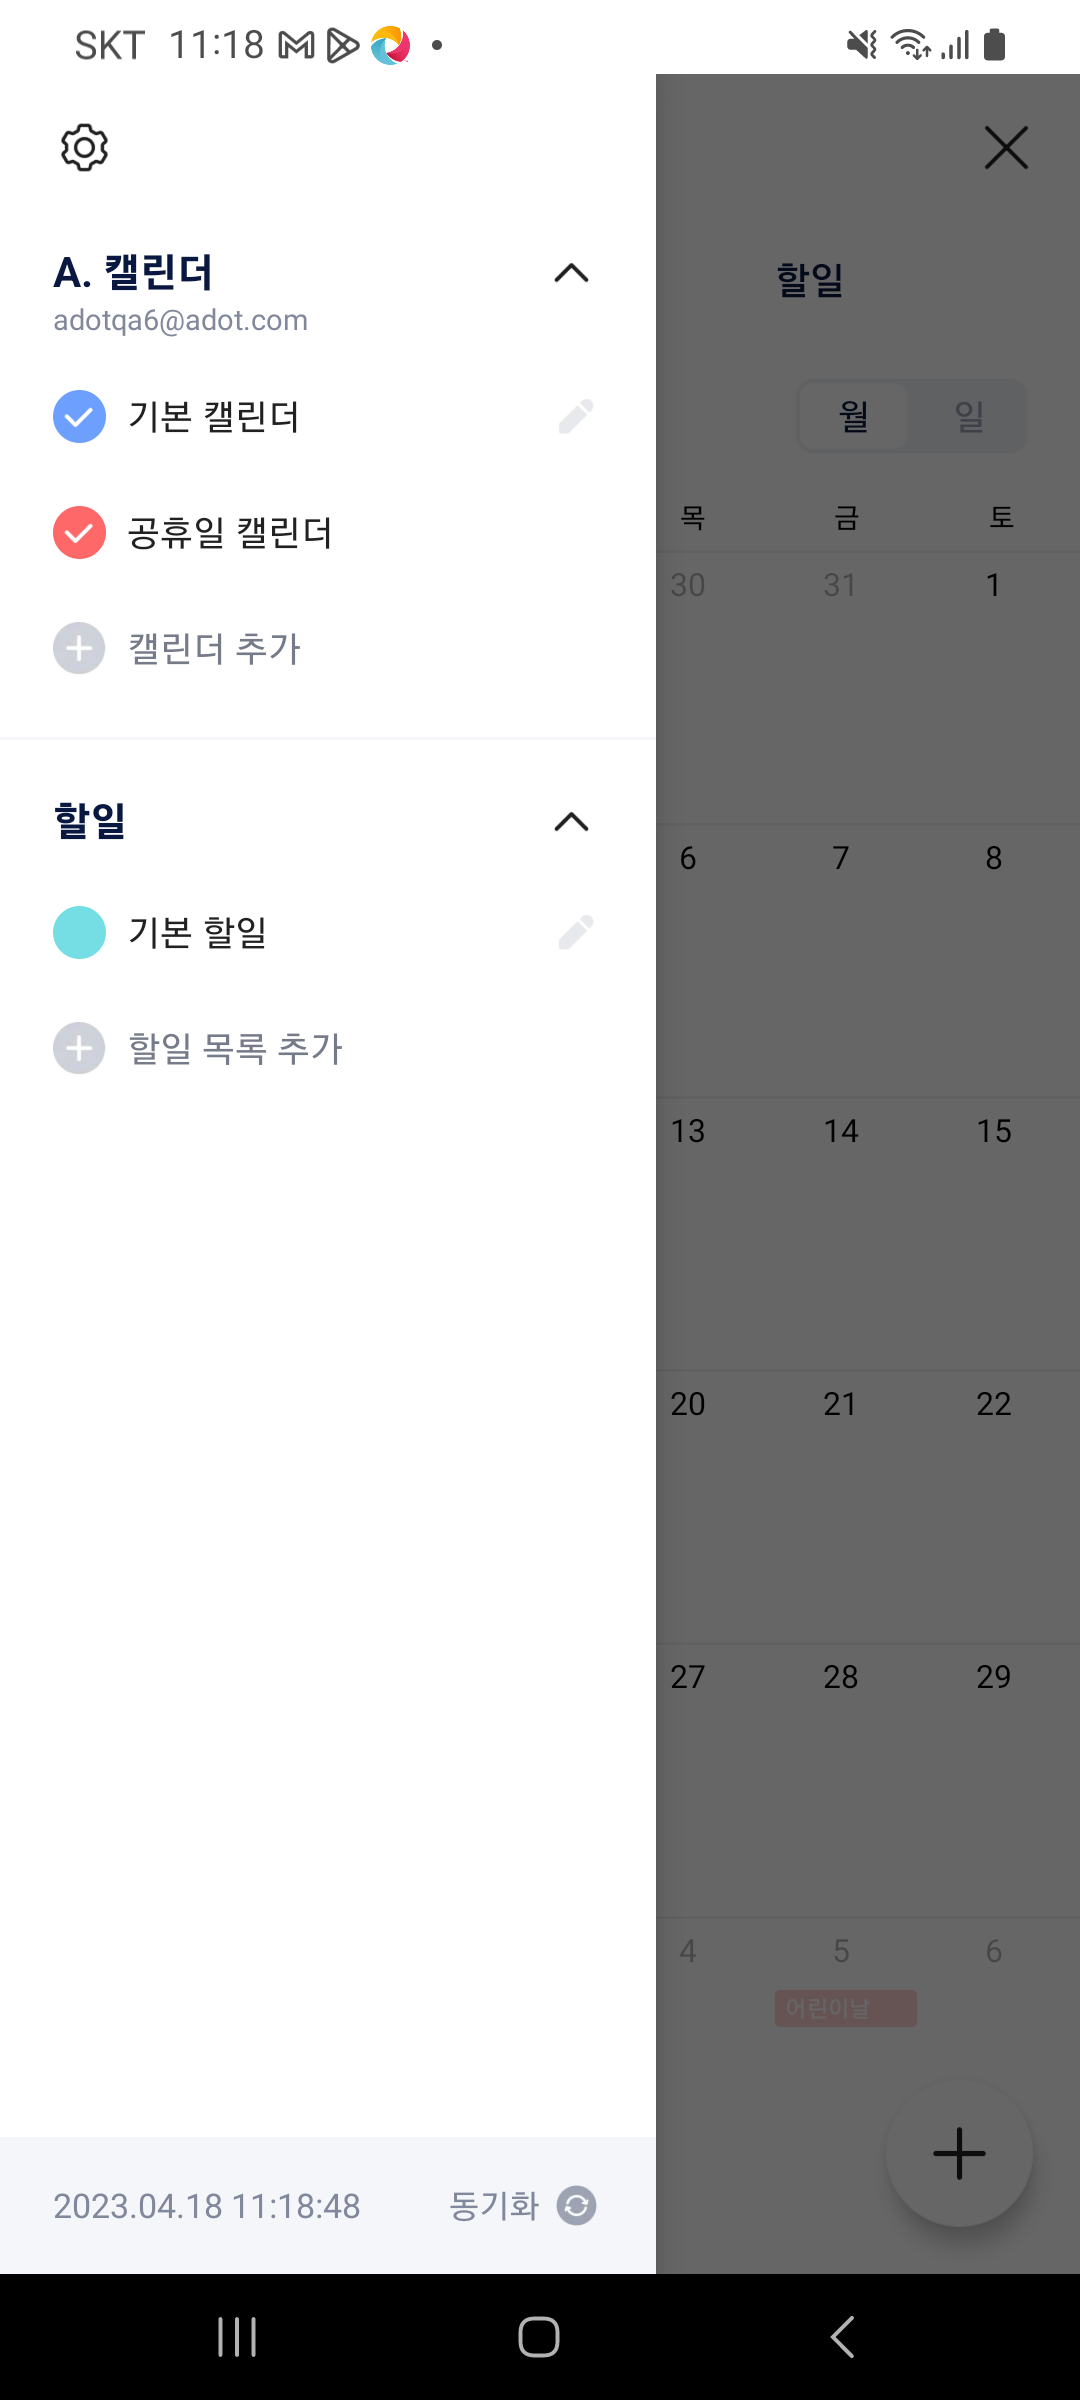 SKT 11:18
A. 캘린더
adotqa6@adot.com
기본 캘린더
공휴일 캘린더
캘린더 추가
할일
기본 할일
할일 목록 추가
2023.04.18 11:18:48 동기화
할일
월 일
목 금 토
30 31 1
6 7 8
13 14 15
20 21 22
27 28 29
4 5 6
어린이날